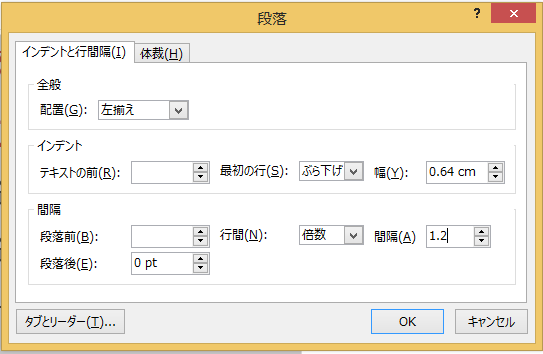 段落
? ×
インデントと行間隔(I) 体裁(H)
全般
配置(G): 左揃え
インデント
テキストの前(R): 最初の行(S): ぶら下げ 幅(Y): 0.64 cm
間隔
段落前(B): 行間(N): 倍数 間隔(A) 1.2
段落後(E): 0 pt
タブとリーダー(T)... OK キャンセル